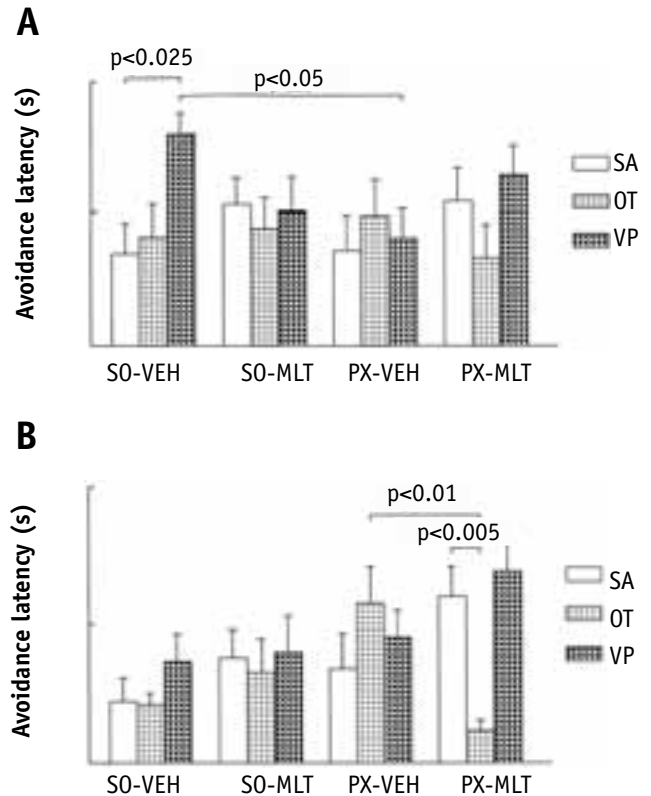 A
p<0.025
p<0.05
Avoidance latency (s)
SA
OT
VP
SO-VEH SO-MLT PX-VEH PX-MLT
B
p<0.01
p<0.005
Avoidance latency (s)
SA
OT
VP
SO-VEH SO-MLT PX-VEH PX-MLT